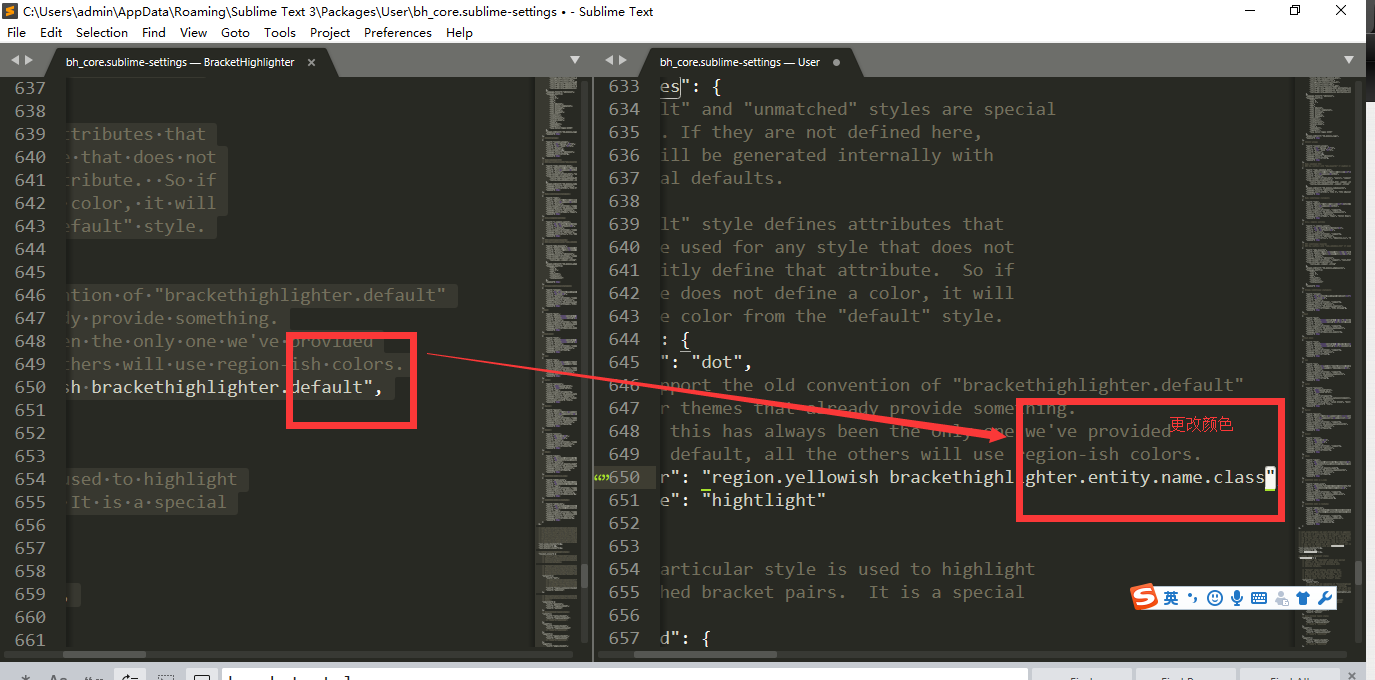 C:\Users\admin\AppData\Roaming\Sublime Text 3\Packages\User\bh_core.sublime-settings • - Sublime Text
File Edit Selection Find View Goto Tools Project Preferences Help
bh_core.sublime-settings — BracketHighlighter ×
637
638
639 ttributes that
640 e that does not
641 tribute. So if
642 color, it will
643 efault" style.
644
645
646 ntion of "brackethighlighter.default"
647 dy provide something.
648 en the only one we've provided
649 thers will use region-ish colors.
650 sh brackethighlighter.default",
651
652
653
654 used to highlight
655 It is a special
656
657
658
659 ,
660
661
bh_core.sublime-settings — User
633 es": {
634 lt" and "unmatched" styles are special
635 . If they are not defined here,
636 ill be generated internally with
637 al defaults.
638
639 lt" style defines attributes that
640 e used for any style that does not
641 itly define that attribute.  So if
642 e does not define a color, it will
643 e color from the "default" style.
644 : {
645 ": "dot",
646 pport the old convention of "brackethighlighter.default"
647 r themes that already provide something.
648 this has always been the only one we've provided
649 default, all the others will use region-ish colors.
650 r": "region.yellowish brackethighlighter.entity.name.class"
651 e": "hightlight"
652
653
654 articular style is used to highlight
655 hed bracket pairs.  It is a special
656
657 d": {
更改颜色
英